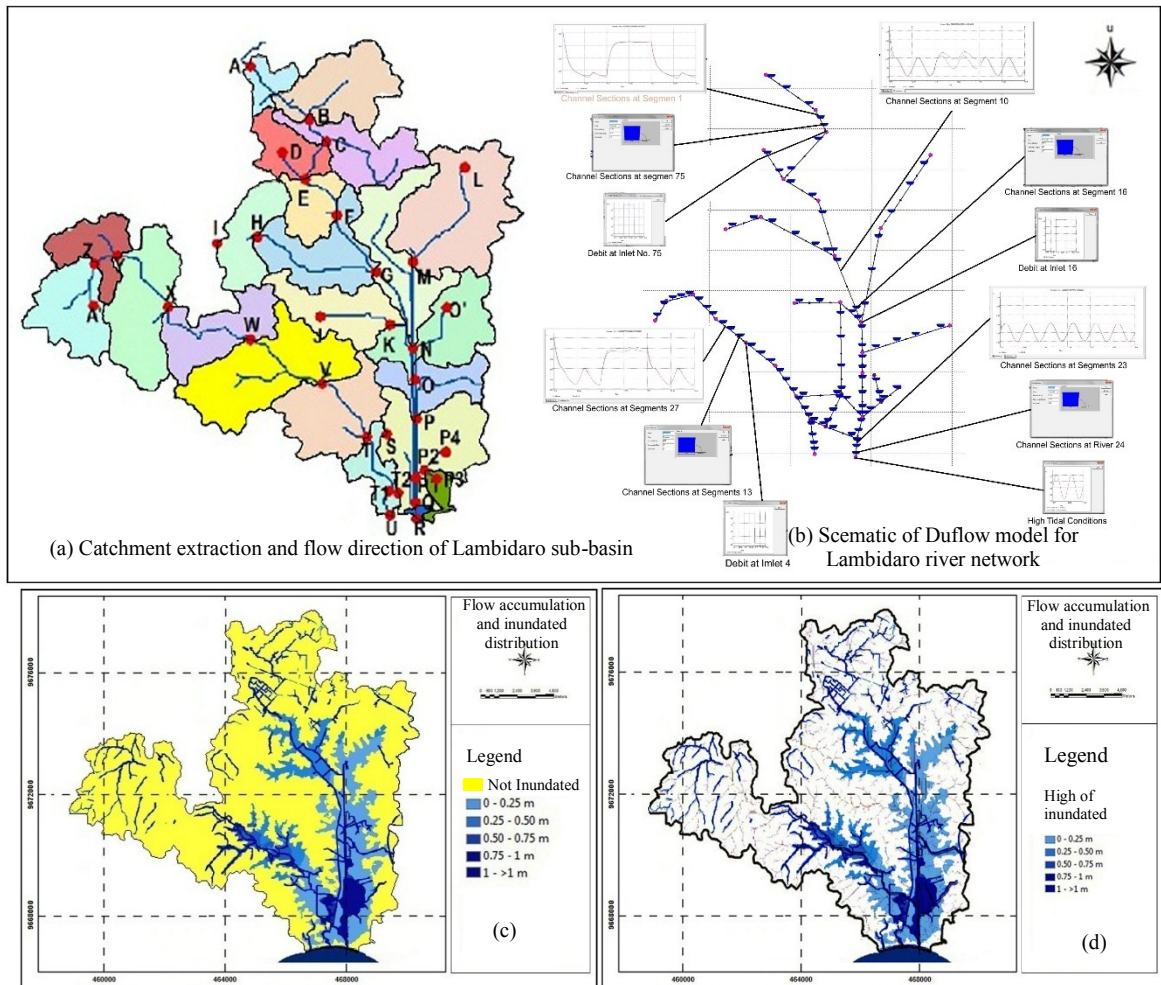 A
B
D
C
L
E
F
I
H
Z
G
M
A
X
O'
J
W
K
N
V
O
P
T
S
P4
P2
T2
P1
P3
T1
Q
U
R
(a) Catchment extraction and flow direction of Lambidaro sub-basin
u
Channel Sections at Segmen 1
Channel Sections at Segment 10
Channel Sections at segmen 75
Channel Sections at Segment 16
Debit at Inlet No. 75
Debit at Inlet 16
Channel Sections at Segments 23
Channel Sections at Segments 27
Channel Sections at River 24
Channel Sections at Segments 13
High Tidal Conditions
Debit at Imlet 4
(b) Scematic of Duflow model for
Lambidaro river network
Flow accumulation
and inundated
distribution
Legend
Not Inundated
0 - 0.25 m
0.25 - 0.50 m
0.50 - 0.75 m
0.75 - 1 m
1 - >1 m
9676000
9672000
9668000
460000
464000
468000
(c)
Flow accumulation
and inundated
distribution
Legend
High of
inundated
0 - 0.25 m
0.25 - 0.50 m
0.50 - 0.75 m
0.75 - 1 m
1 - >1 m
9676000
9672000
9668000
460000
464000
468000
(d)